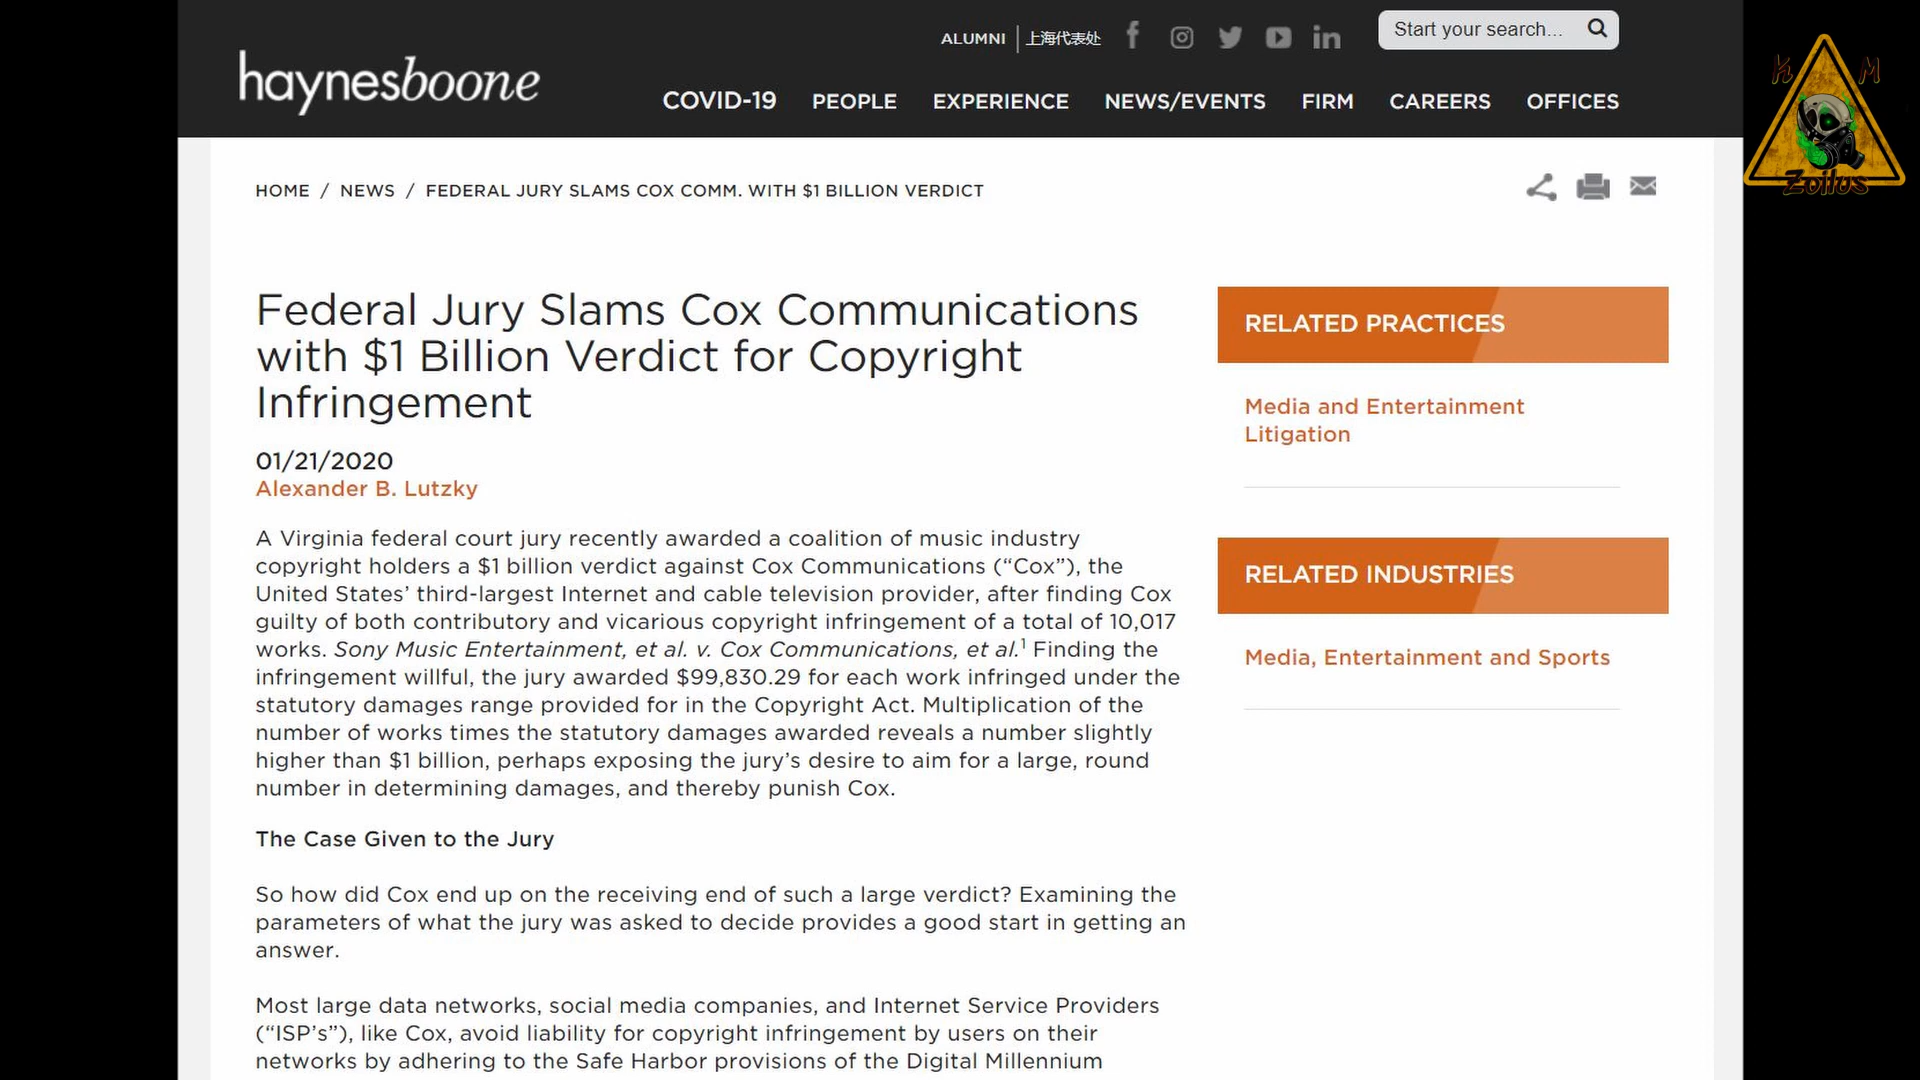 ALUMNI 上海代表处
Start your search...
haynesboone
COVID-19 PEOPLE EXPERIENCE NEWS/EVENTS FIRM CAREERS OFFICES
K M
Zoilus
HOME / NEWS / FEDERAL JURY SLAMS COX COMM. WITH $1 BILLION VERDICT
Federal Jury Slams Cox Communications
with $1 Billion Verdict for Copyright
Infringement
01/21/2020
Alexander B. Lutzky
A Virginia federal court jury recently awarded a coalition of music industry
copyright holders a $1 billion verdict against Cox Communications (“Cox”), the
United States’ third-largest Internet and cable television provider, after finding Cox
guilty of both contributory and vicarious copyright infringement of a total of 10,017
works. Sony Music Entertainment, et al. v. Cox Communications, et al.¹ Finding the
infringement willful, the jury awarded $99,830.29 for each work infringed under the
statutory damages range provided for in the Copyright Act. Multiplication of the
number of works times the statutory damages awarded reveals a number slightly
higher than $1 billion, perhaps exposing the jury’s desire to aim for a large, round
number in determining damages, and thereby punish Cox.
The Case Given to the Jury
So how did Cox end up on the receiving end of such a large verdict? Examining the
parameters of what the jury was asked to decide provides a good start in getting an
answer.
Most large data networks, social media companies, and Internet Service Providers
(“ISP’s”), like Cox, avoid liability for copyright infringement by users on their
networks by adhering to the Safe Harbor provisions of the Digital Millennium
RELATED PRACTICES
Media and Entertainment
Litigation
RELATED INDUSTRIES
Media, Entertainment and Sports